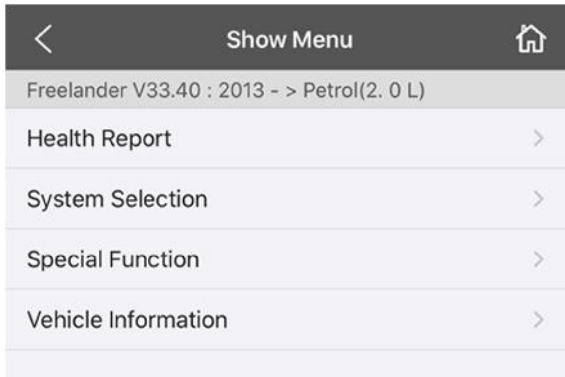 Show Menu
Freelander V33.40 : 2013 - > Petrol(2. 0 L)
Health Report
System Selection
Special Function
Vehicle Information